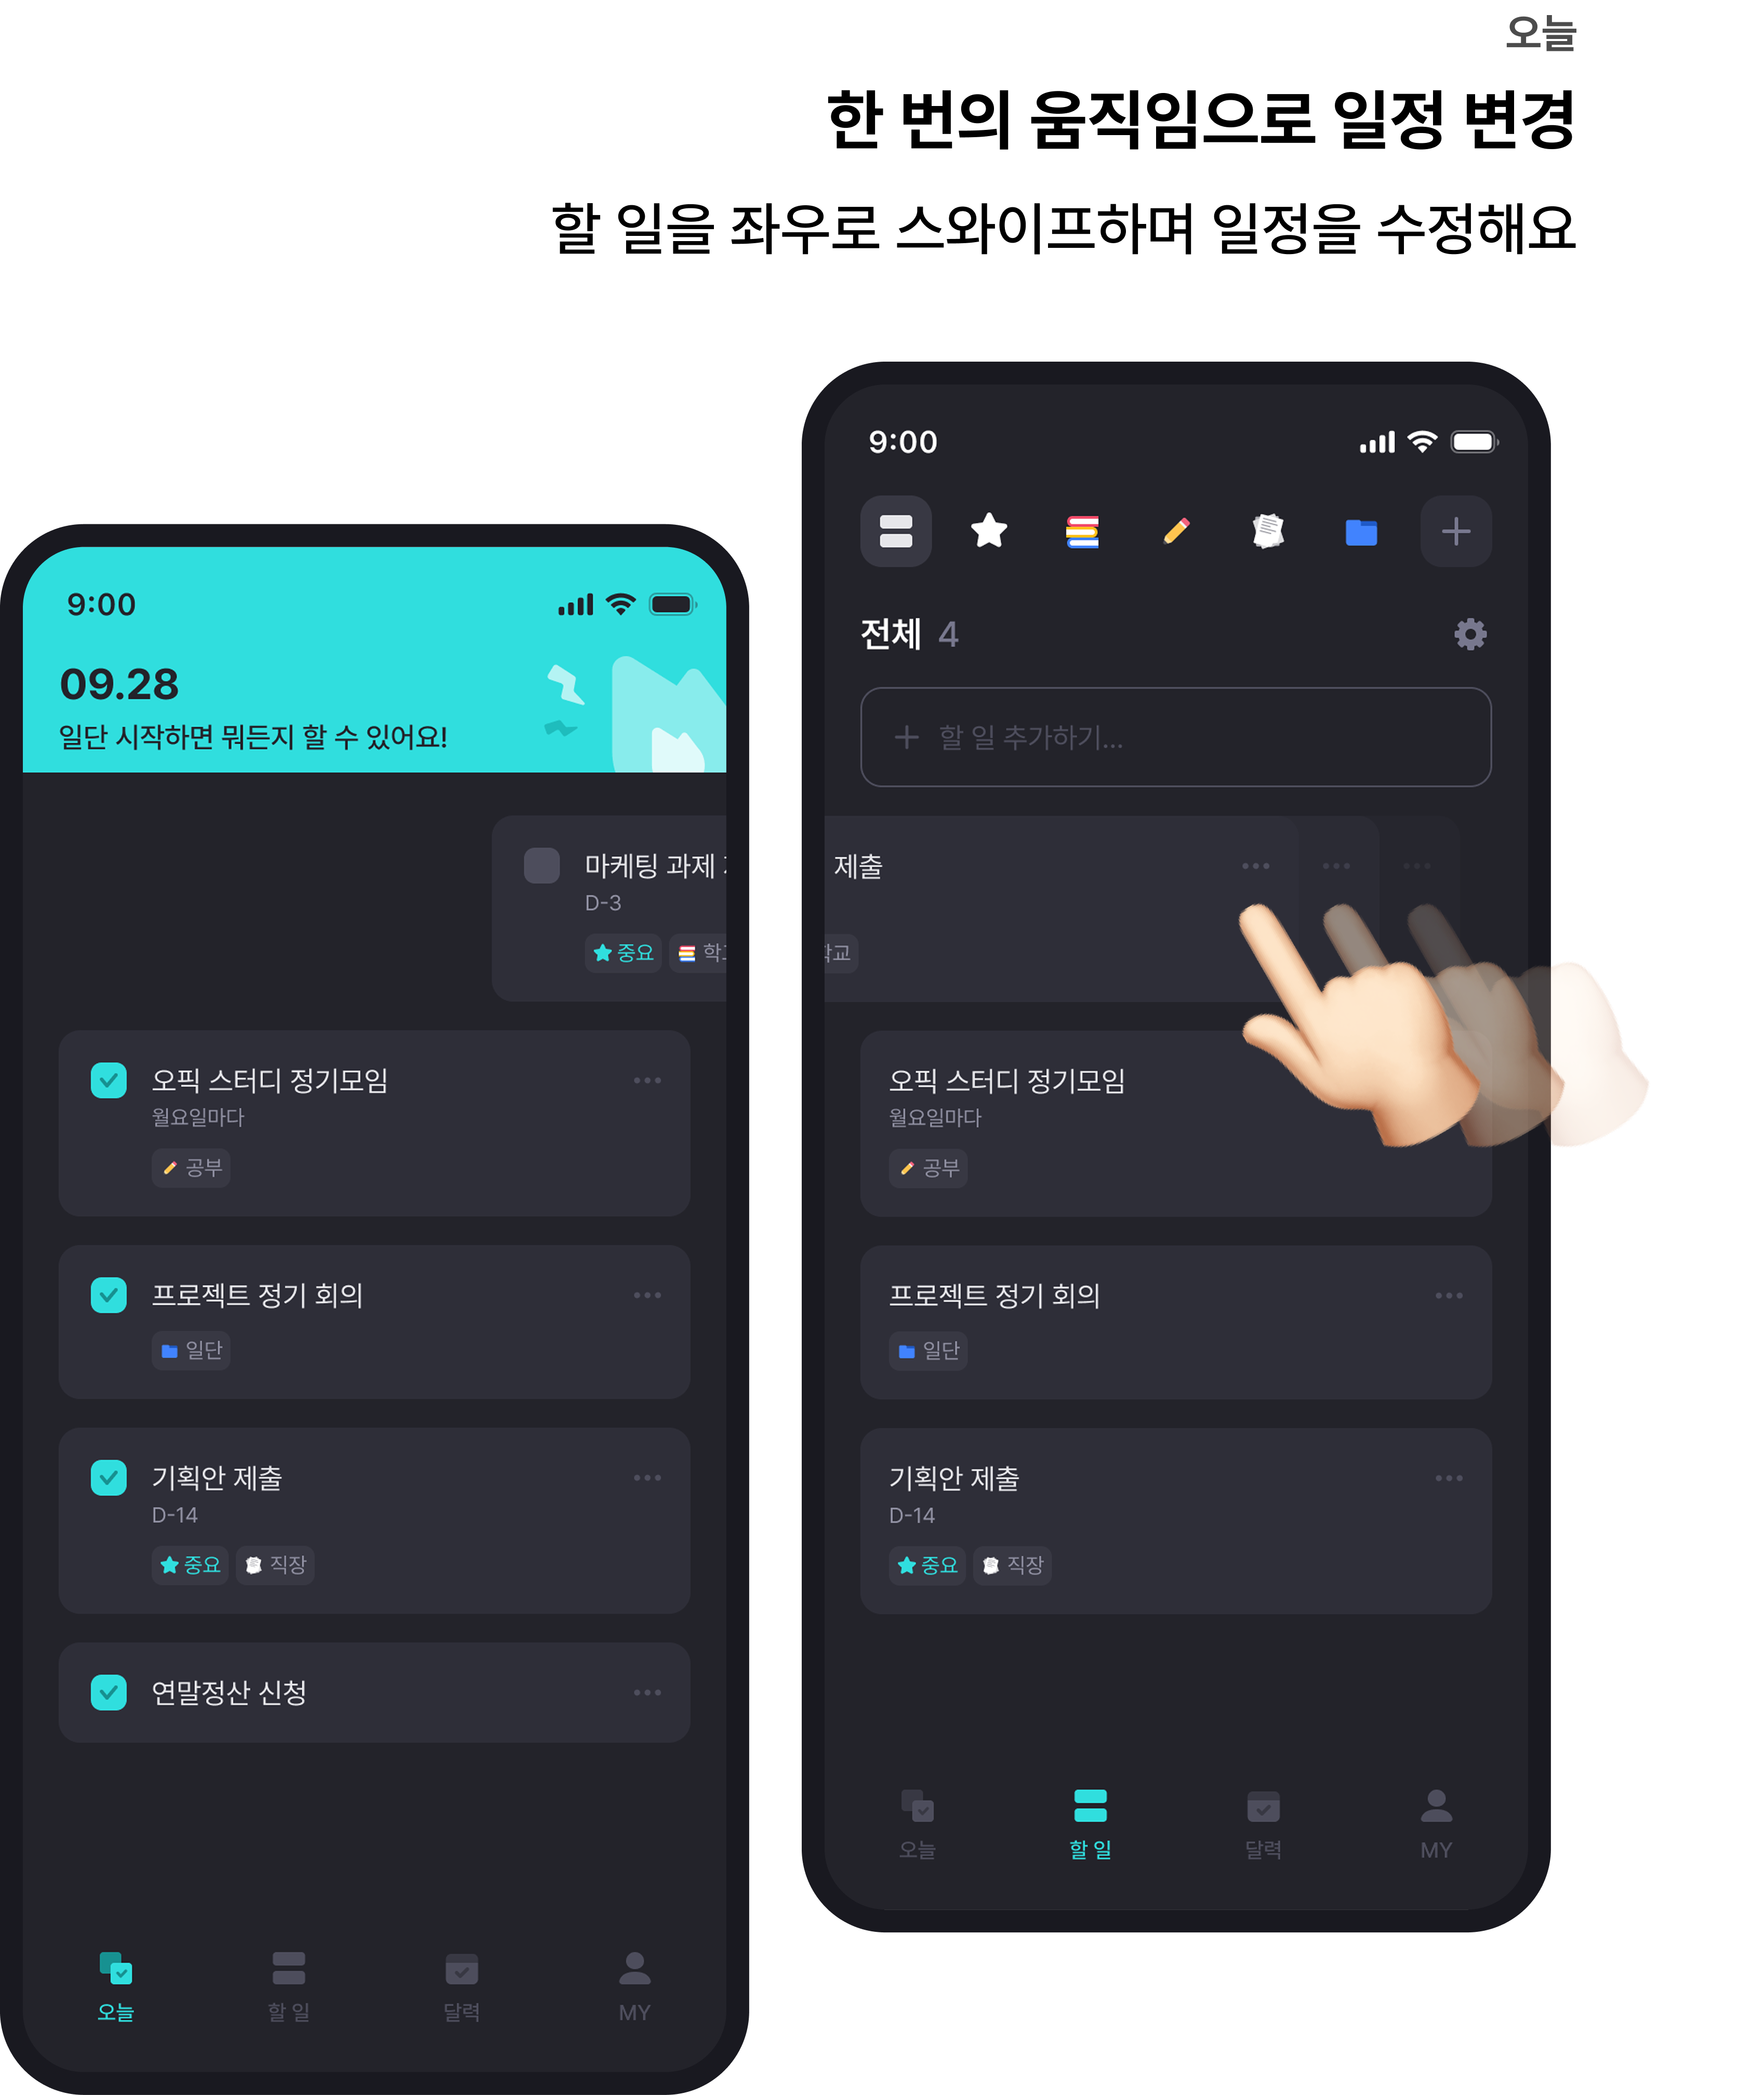 오늘
한 번의 움직임으로 일정 변경
할 일을 좌우로 스와이프하며 일정을 수정해요
9:00
09.28
일단 시작하면 뭐든지 할 수 있어요!
마케팅 과제
D-3
중요
오픽 스터디 정기모임
월요일마다
공부
프로젝트 정기 회의
일단
기획안 제출
D-14
중요 직장
연말정산 신청
오늘 할 일 달력 MY
9:00
전체 4
할 일 추가하기...
제출
오픽 스터디 정기모임
월요일마다
공부
프로젝트 정기 회의
일단
기획안 제출
D-14
중요 직장
오늘 할 일 달력 MY